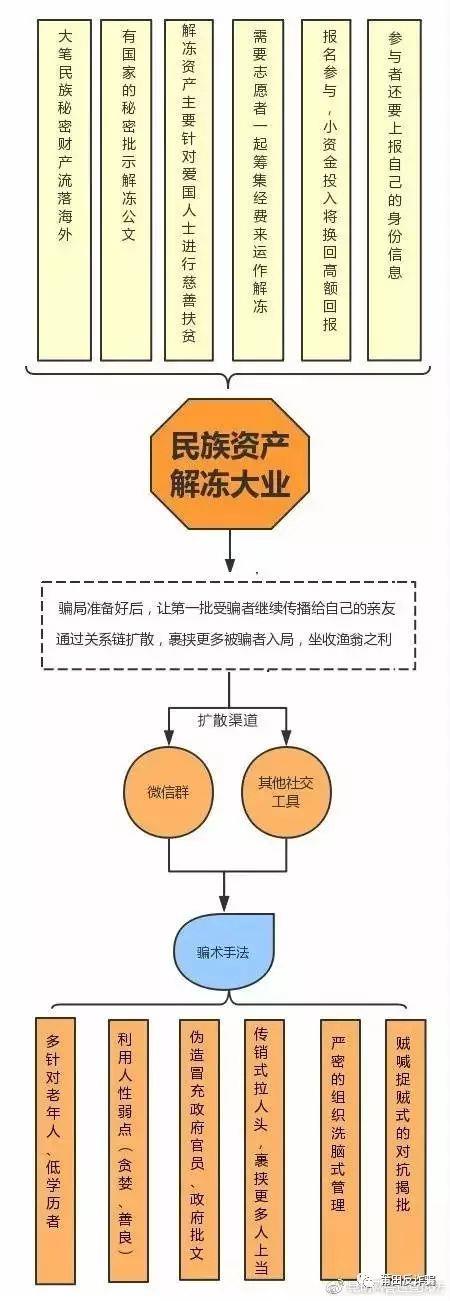 大笔民族秘密财产流落海外
有国家的秘密批示解冻公文
解冻资产主要针对爱国人士进行慈善扶贫
需要志愿者一起筹集经费来运作解冻
报名参与,小资金投入将换回高额回报
参与者还要上报自己的身份信息
民族资产
解冻大业
骗局准备好后，让第一批受骗者继续传播给自己的亲友
通过关系链扩散，裹挟更多被骗者入局，坐收渔翁之利
扩散渠道
微信群
其他社交
工具
骗术手法
多针对老年人、低学历者
利用人性弱点（贪婪、善良）
伪造冒充政府官员、政府批文
传销式拉人头,裹挟更多人上当
严密的组织洗脑式管理
贼喊捉贼式的对抗揭批
莆田反诈骗